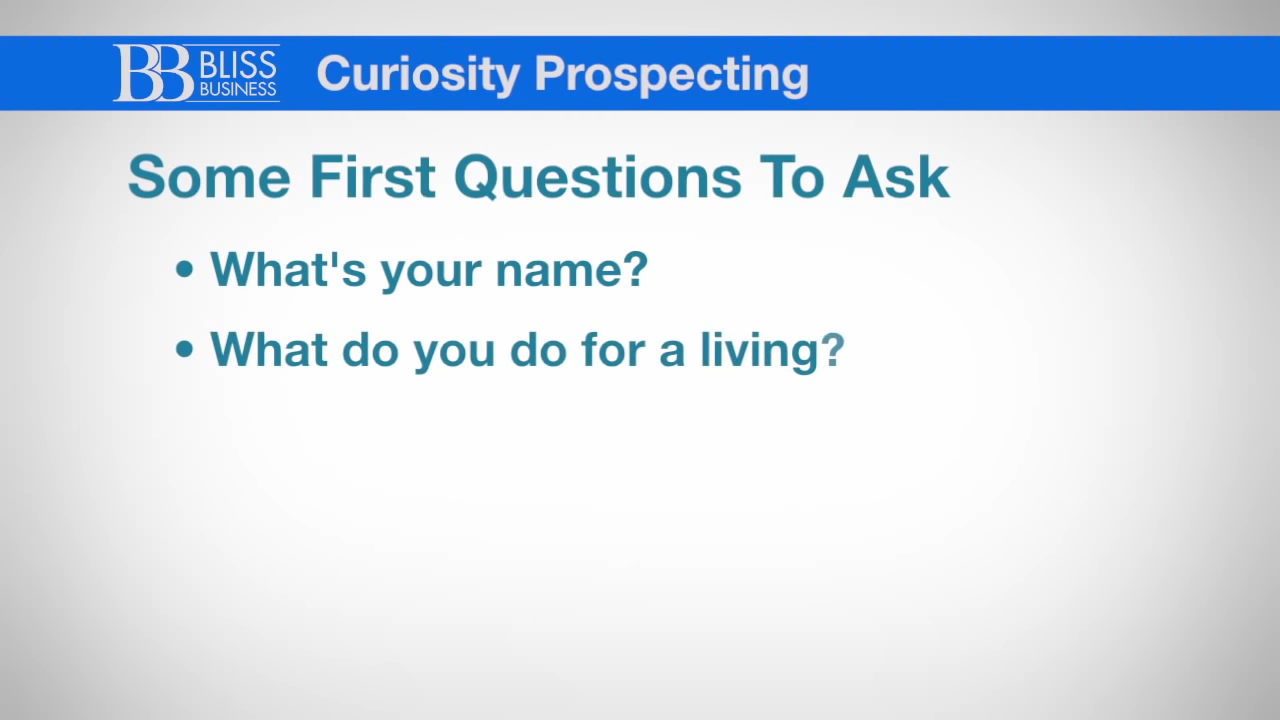 BB BLISS
BUSINESS
Curiosity Prospecting
Some First Questions To Ask
• What's your name?
• What do you do for a living?